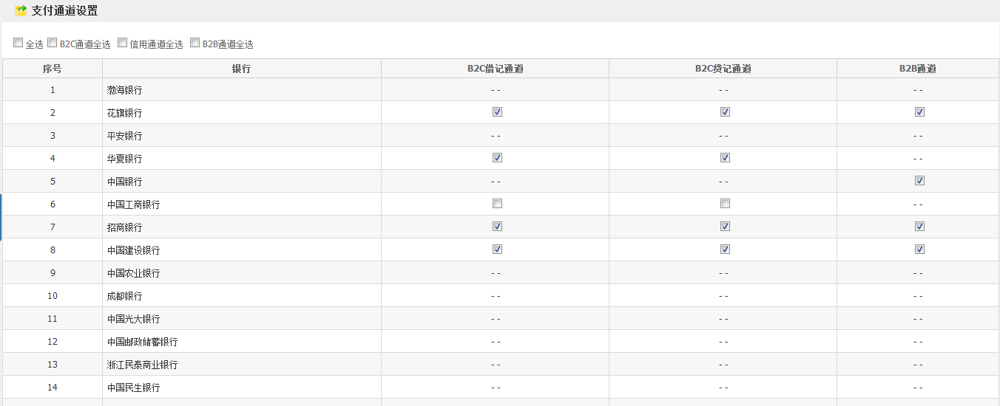 支付通道设置
全选 B2C通道全选 信用通道全选 B2B通道全选
序号 银行 B2C借记通道 B2C贷记通道 B2B通道
1 渤海银行 - - - - - -
2 花旗银行
3 平安银行 - - - - - -
4 华夏银行 - -
5 中国银行 - - - -
6 中国工商银行 - -
7 招商银行
8 中国建设银行
9 中国农业银行 - - - - - -
10 成都银行 - - - - - -
11 中国光大银行 - - - - - -
12 中国邮政储蓄银行 - - - - - -
13 浙江民泰商业银行 - - - - - -
14 中国民生银行 - - - - - -